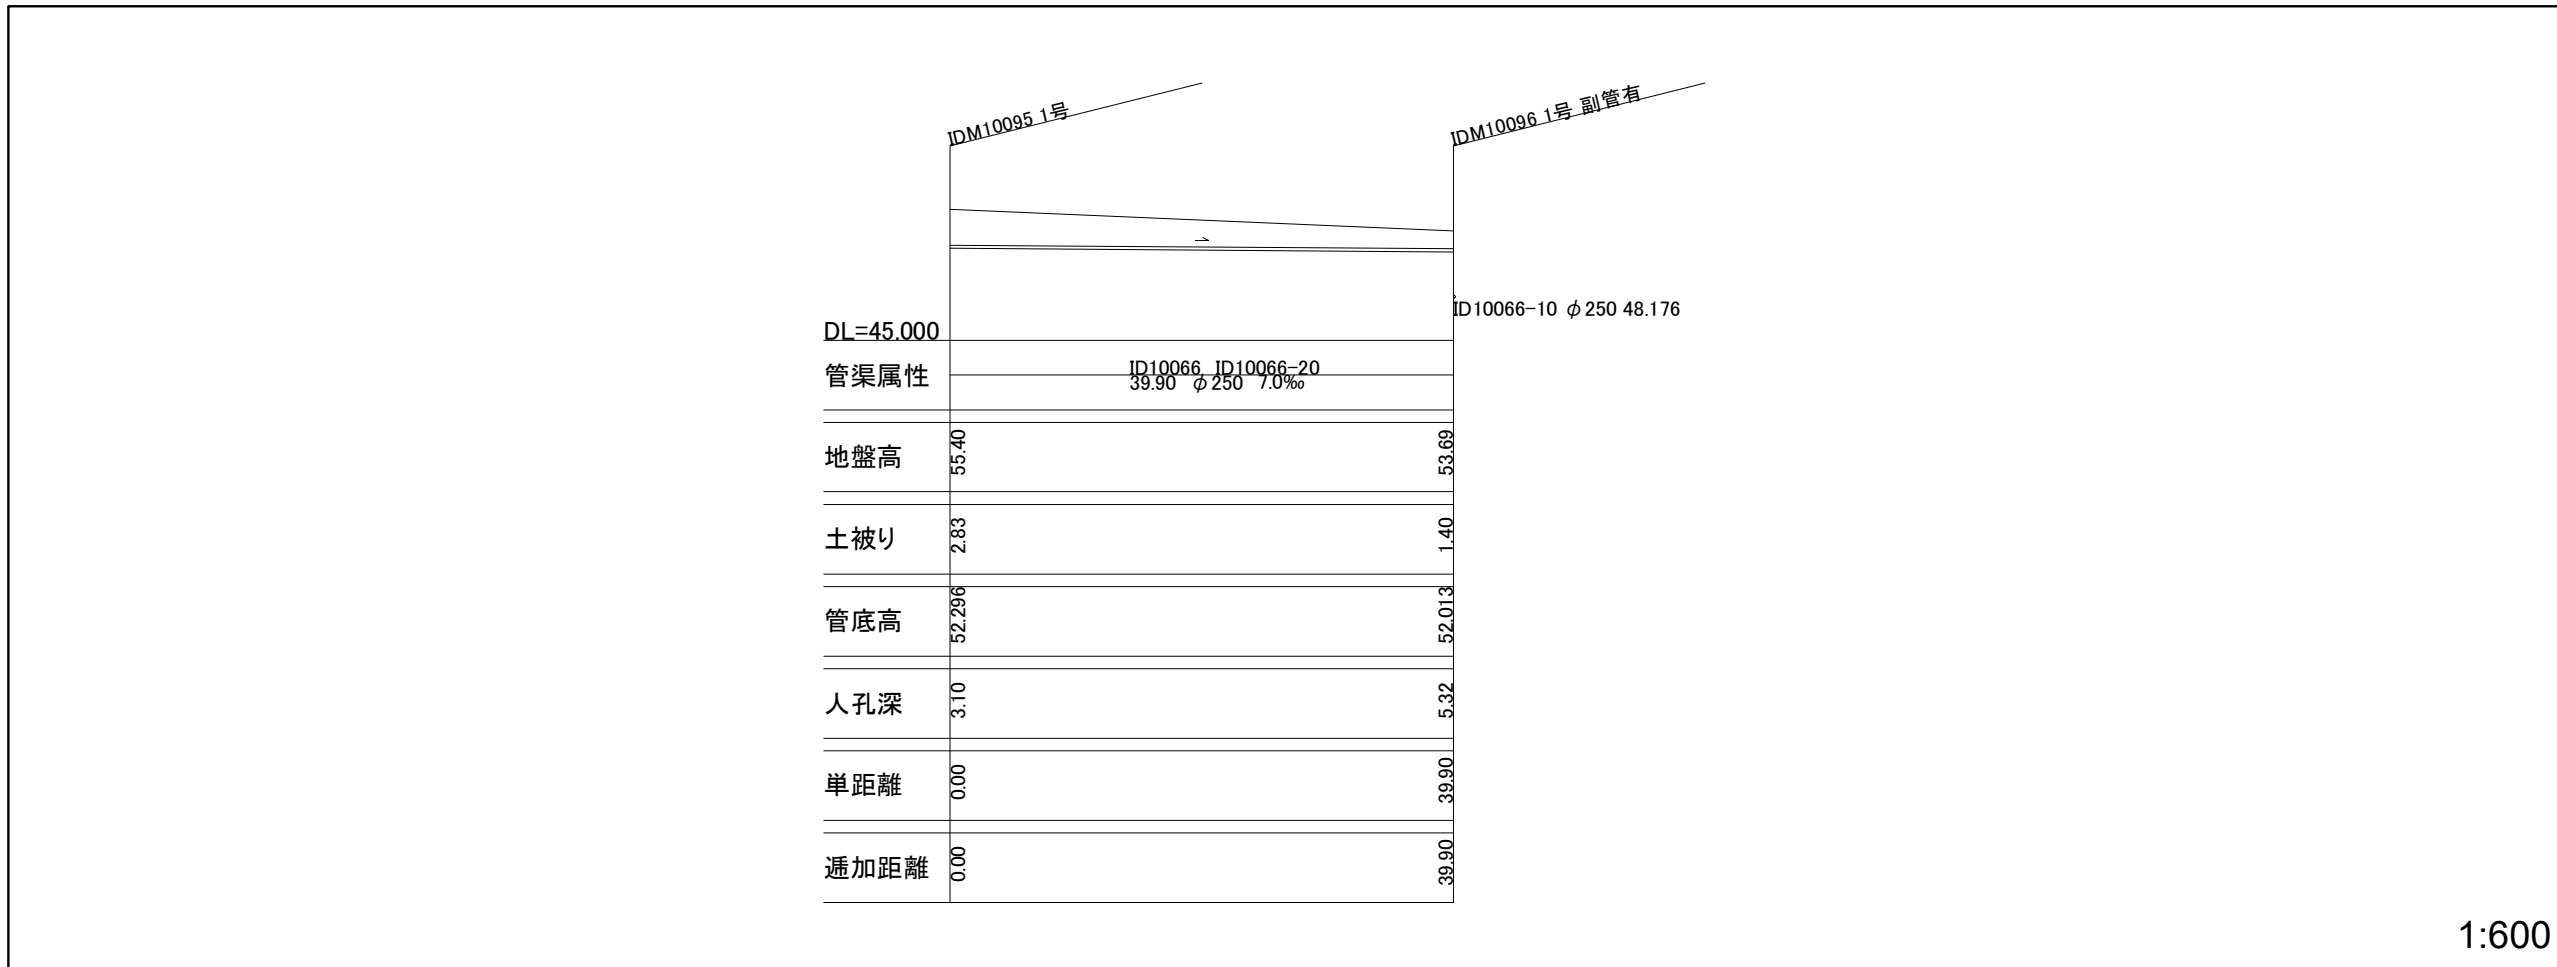 IDM10095 1号
IDM10096 1号 副管有
ID10066-10 φ250 48.176
DL=45.000
管渠属性
ID10066 ID10066-20
39.90 φ250 7.0‰
地盤高 55.40 53.69
土被り 2.83 1.40
管底高 52.296 52.013
人孔深 3.10 5.32
単距離 0.00 39.90
逓加距離 0.00 39.90
1:600